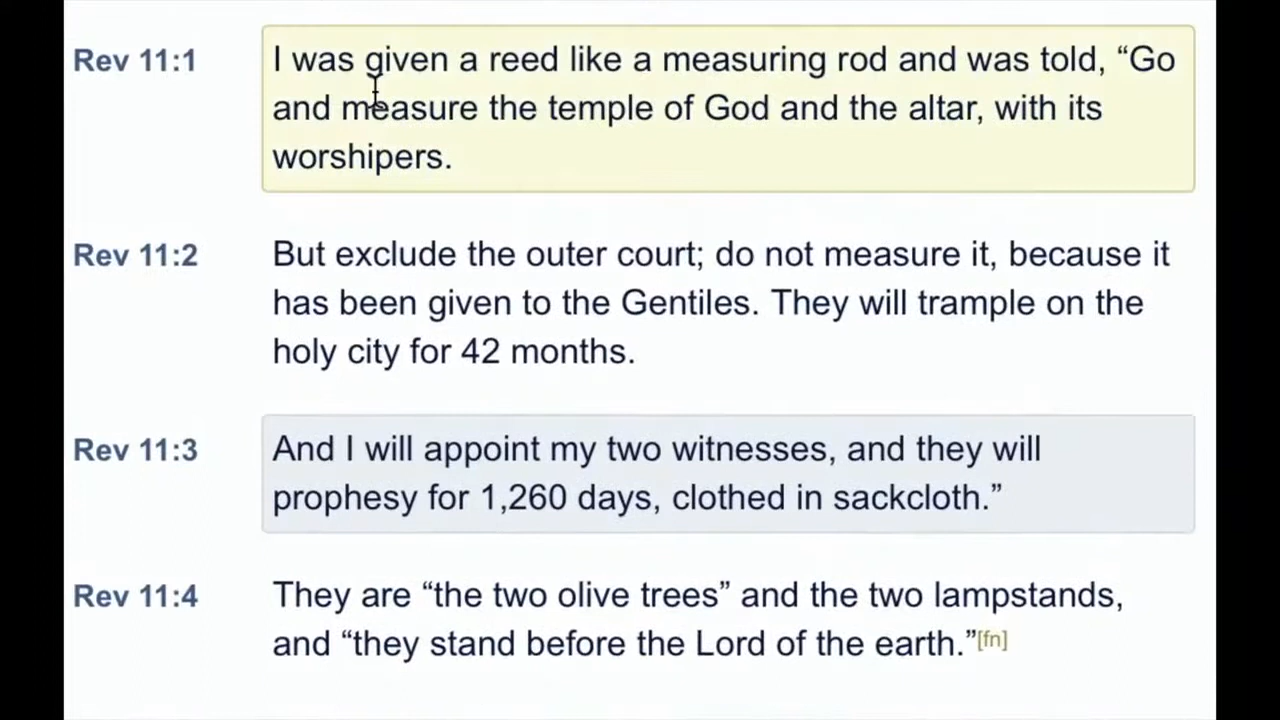 Rev 11:1 I was given a reed like a measuring rod and was told, “Go
and measure the temple of God and the altar, with its
worshipers.
Rev 11:2 But exclude the outer court; do not measure it, because it
has been given to the Gentiles. They will trample on the
holy city for 42 months.
Rev 11:3 And I will appoint my two witnesses, and they will
prophesy for 1,260 days, clothed in sackcloth.”
Rev 11:4 They are “the two olive trees” and the two lampstands,
and “they stand before the Lord of the earth.”[fn]